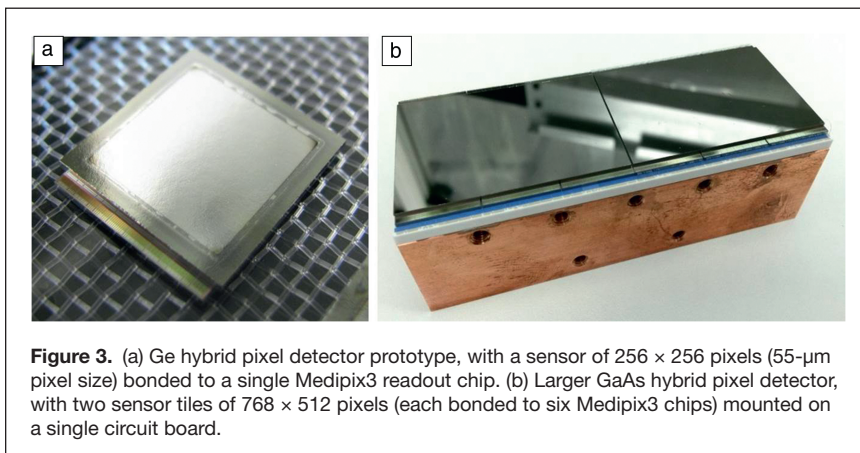 a
b
Figure 3. (a) Ge hybrid pixel detector prototype, with a sensor of 256 × 256 pixels (55-μm
pixel size) bonded to a single Medipix3 readout chip. (b) Larger GaAs hybrid pixel detector,
with two sensor tiles of 768 × 512 pixels (each bonded to six Medipix3 chips) mounted on
a single circuit board.